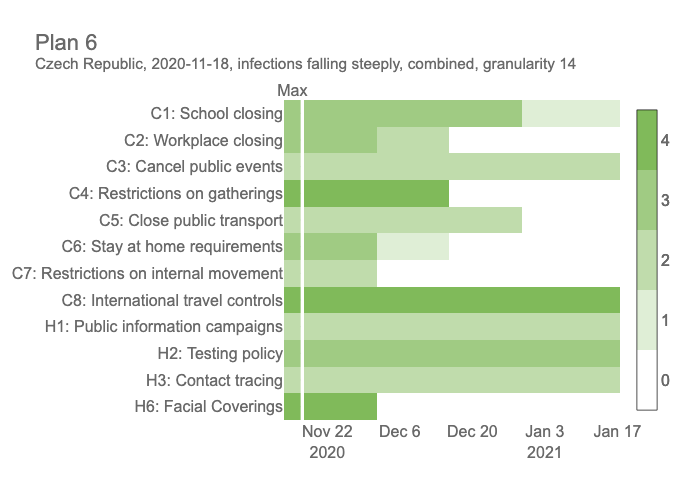 Plan 6
Czech Republic, 2020-11-18, infections falling steeply, combined, granularity 14
Max
C1: School closing
C2: Workplace closing
C3: Cancel public events
C4: Restrictions on gatherings
C5: Close public transport
C6: Stay at home requirements
C7: Restrictions on internal movement
C8: International travel controls
H1: Public information campaigns
H2: Testing policy
H3: Contact tracing
H6: Facial Coverings
4
3
2
1
0
Nov 22 Dec 6 Dec 20 Jan 3 Jan 17
2020 2021